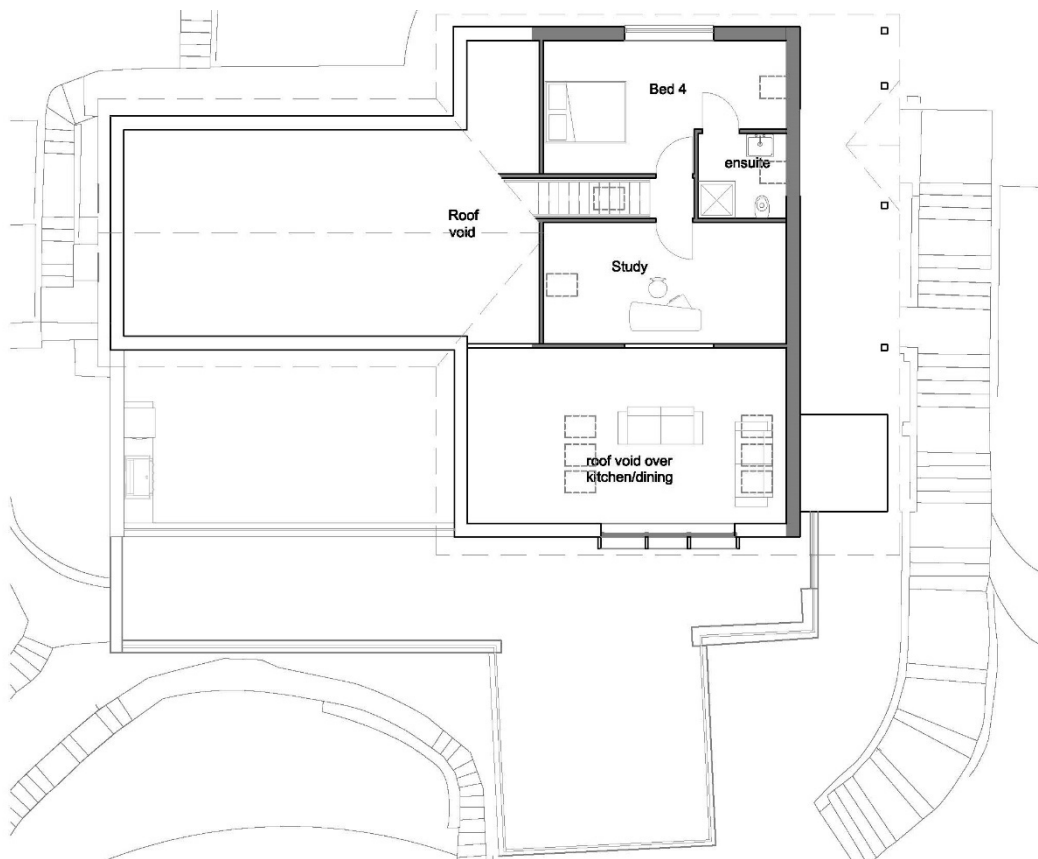 Bed 4
ensuite
Roof
void
Study
roof void over
kitchen/dining